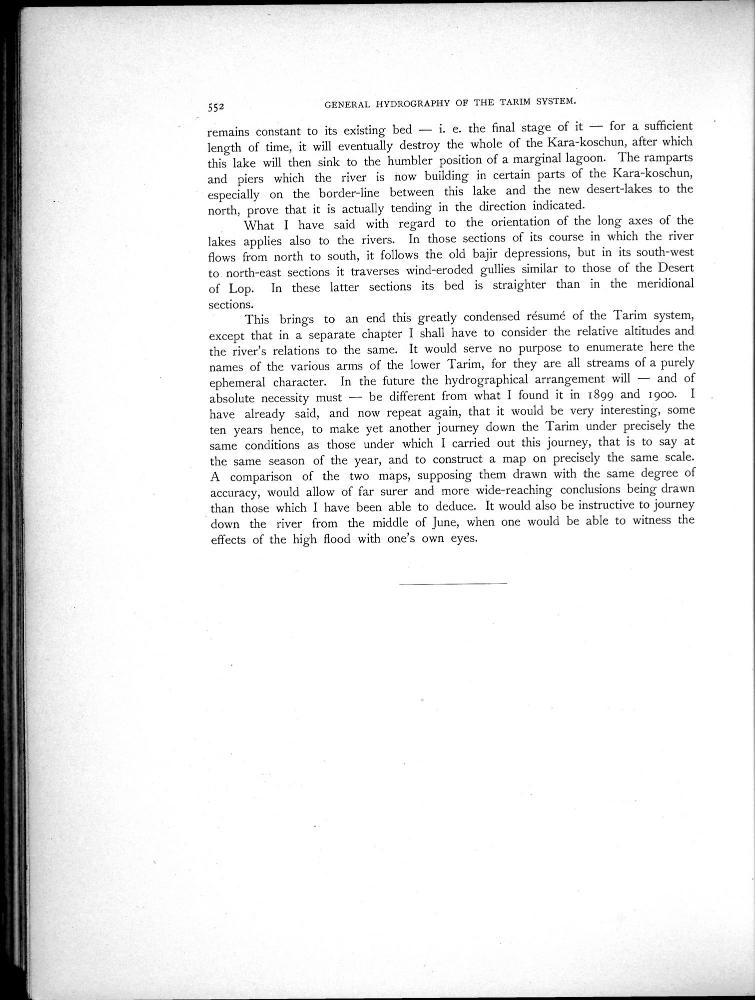 552
GENERAL HYDROGRAPHY OF THE TARIM SYSTEM.
remains constant to its existing bed — i. e. the final stage of it — for a sufficient
length of time, it will eventually destroy the whole of the Kara-koschun, after which
this lake will then sink to the humbler position of a marginal lagoon. The ramparts
and piers which the river is now building in certain parts of the Kara-koschun,
especially on the border-line between this lake and the new desert-lakes to the
north, prove that it is actually tending in the direction indicated.
What I have said with regard to the orientation of the long axes of the
lakes applies also to the rivers. In those sections of its course in which the river
flows from north to south, it follows the old bajir depressions, but in its south-west
to north-east sections it traverses wind-eroded gullies similar to those of the Desert
of Lop. In these latter sections its bed is straighter than in the meridional
sections.
This brings to an end this greatly condensed résumé of the Tarim system,
except that in a separate chapter I shall have to consider the relative altitudes and
the river's relations to the same. It would serve no purpose to enumerate here the
names of the various arms of the lower Tarim, for they are all streams of a purely
ephemeral character. In the future the hydrographical arrangement will — and of
absolute necessity must — be different from what I found it in 1899 and 1900. I
have already said, and now repeat again, that it would be very interesting, some
ten years hence, to make yet another journey down the Tarim under precisely the
same conditions as those under which I carried out this journey, that is to say at
the same season of the year, and to construct a map on precisely the same scale.
A comparison of the two maps, supposing them drawn with the same degree of
accuracy, would allow of far surer and more wide-reaching conclusions being drawn
than those which I have been able to deduce. It would also be instructive to journey
down the river from the middle of June, when one would be able to witness the
effects of the high flood with one's own eyes.